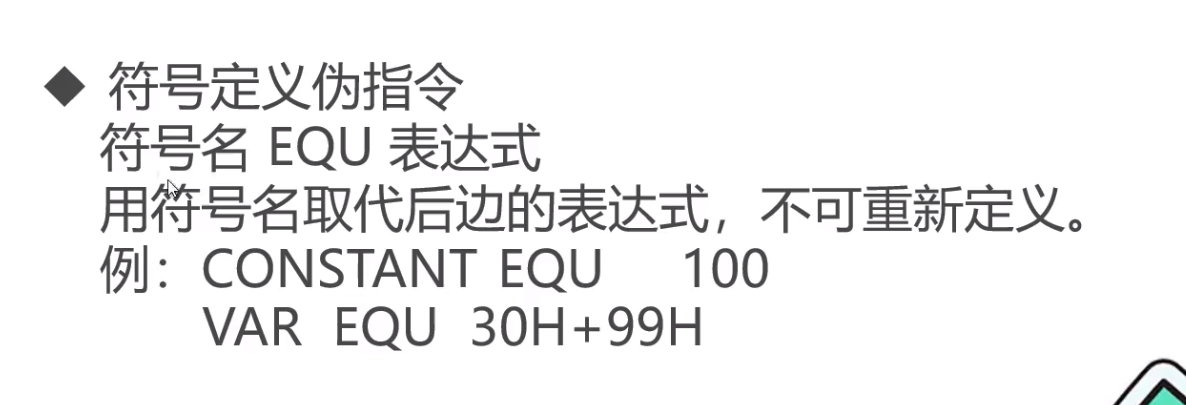 ◆ 符号定义伪指令
符号名 EQU 表达式
用符号名取代后边的表达式，不可重新定义。
例：CONSTANT EQU 100
VAR EQU 30H+99H